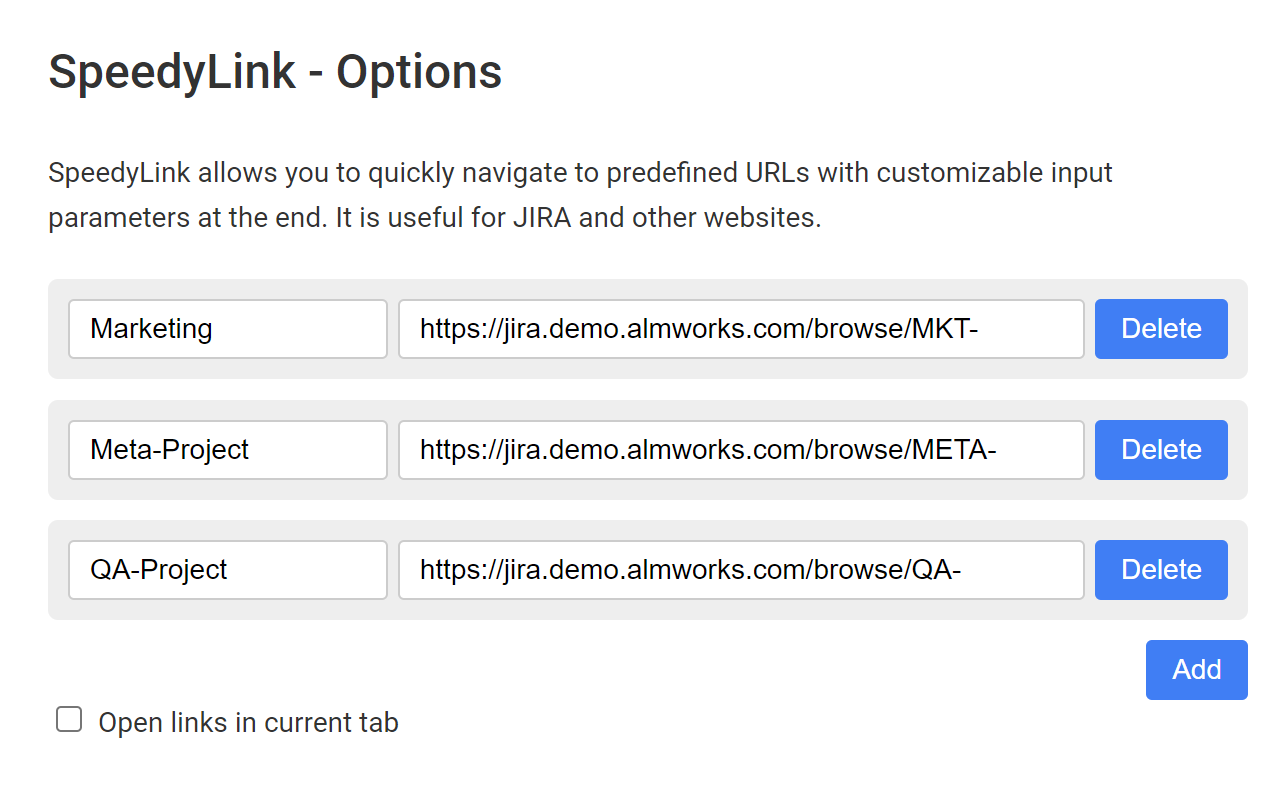 SpeedyLink - Options
SpeedyLink allows you to quickly navigate to predefined URLs with customizable input
parameters at the end. It is useful for JIRA and other websites.
Marketing https://jira.demo.almworks.com/browse/MKT- Delete
Meta-Project https://jira.demo.almworks.com/browse/META- Delete
QA-Project https://jira.demo.almworks.com/browse/QA- Delete
Add
Open links in current tab